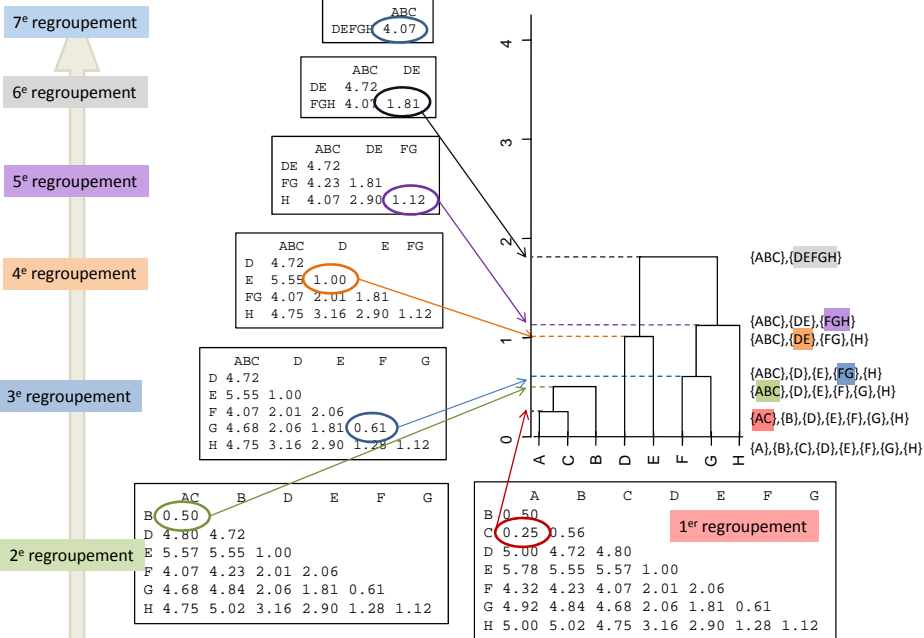 7e regroupement
6e regroupement
5e regroupement
4e regroupement
3e regroupement
2e regroupement
ABC
DEFGH 4.07
ABC DE
DE 4.72
FGH 4.07 1.81
ABC DE FG
DE 4.72
FG 4.23 1.81
H 4.07 2.90 1.12
ABC D E FG
D 4.72
E 5.55 1.00
FG 4.07 2.01 1.81
H 4.75 3.16 2.90 1.12
ABC D E F G
D 4.72
E 5.55 1.00
F 4.07 2.01 2.06
G 4.68 2.06 1.81 0.61
H 4.75 3.16 2.90 1.28 1.12
AC B D E F G
B 0.50
D 4.80 4.72
E 5.57 5.55 1.00
F 4.07 4.23 2.01 2.06
G 4.68 4.84 2.06 1.81 0.61
H 4.75 5.02 3.16 2.90 1.28 1.12
A B C D E F G
B 0.50
C 0.25 0.56
D 5.00 4.72 4.80
E 5.78 5.55 5.57 1.00
F 4.32 4.23 4.07 2.01 2.06
G 4.92 4.84 4.68 2.06 1.81 0.61
H 5.00 5.02 4.75 3.16 2.90 1.28 1.12
1er regroupement
4
3
2
1
0
A C B D E F G H
{ABC},{DEFGH}
{ABC},{DE},{FGH}
{ABC},{DE},{FG},{H}
{ABC},{D},{E},{FG},{H}
{ABC},{D},{E},{F},{G},{H}
{AC},{B},{D},{E},{F},{G},{H}
{A},{B},{C},{D},{E},{F},{G},{H}